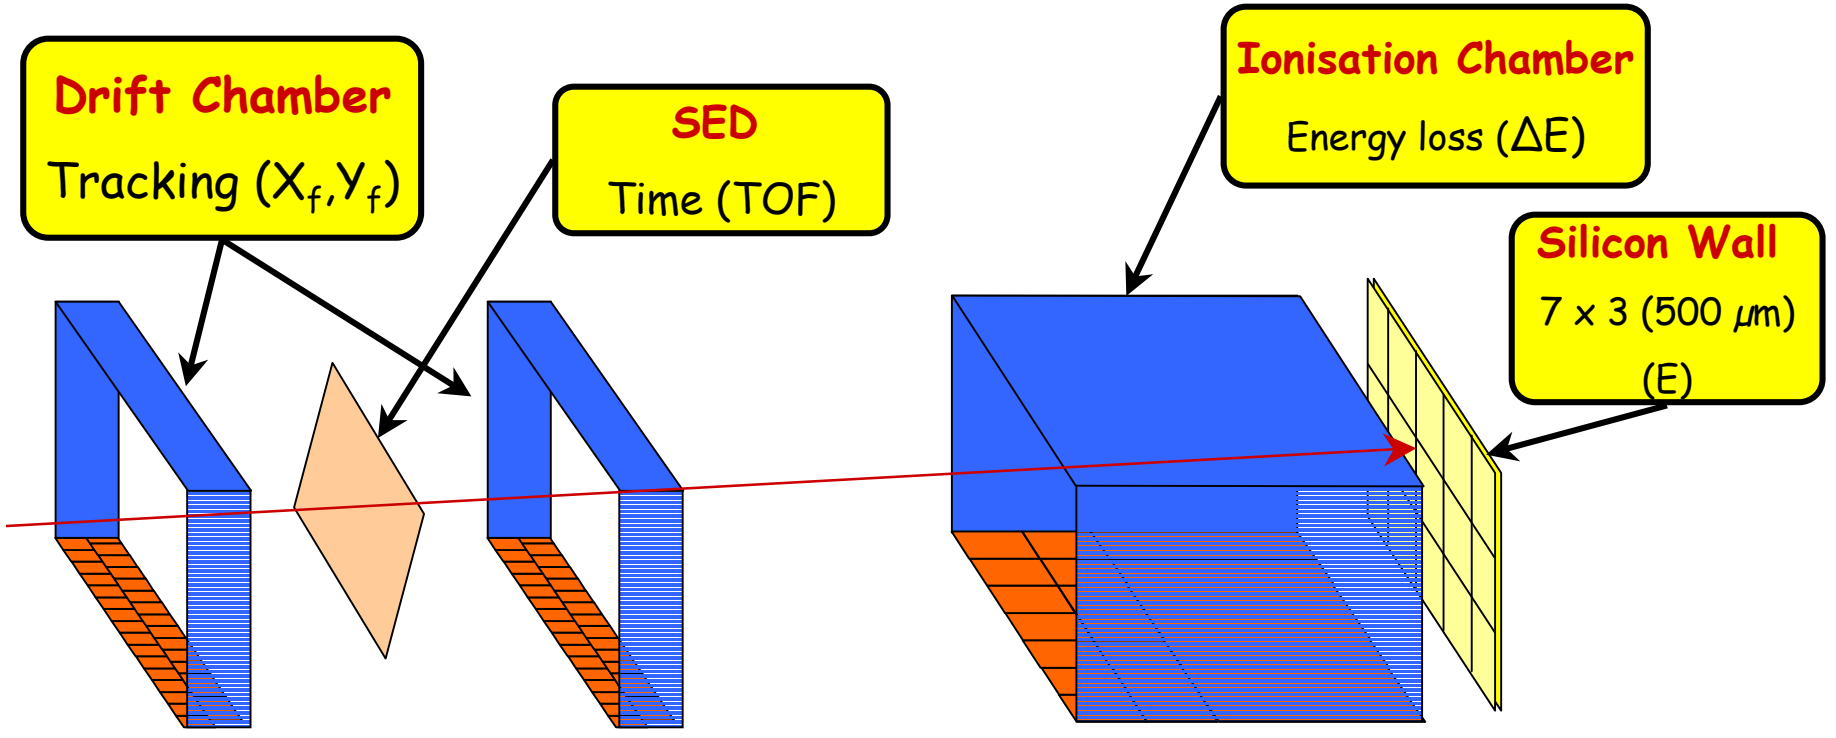 Drift Chamber
Tracking (Xf,Yf)
SED
Time (TOF)
Ionisation Chamber
Energy loss (ΔE)
Silicon Wall
7 x 3 (500 µm)
(E)